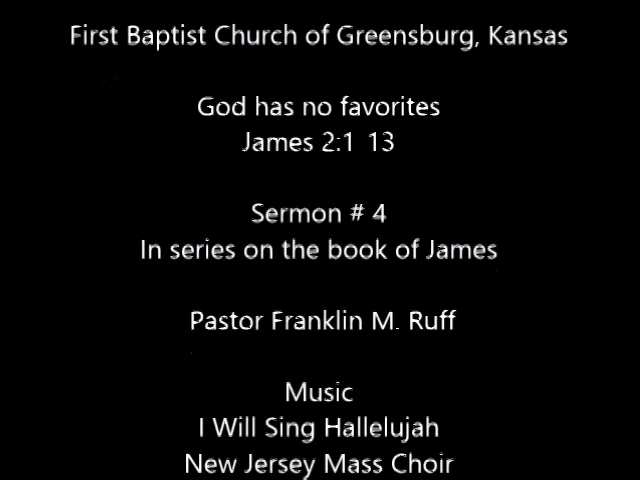 First Baptist Church of Greensburg, Kansas
God has no favorites
James 2:1 13
Sermon # 4
In series on the book of James
Pastor Franklin M. Ruff
Music
I Will Sing Hallelujah
New Jersey Mass Choir